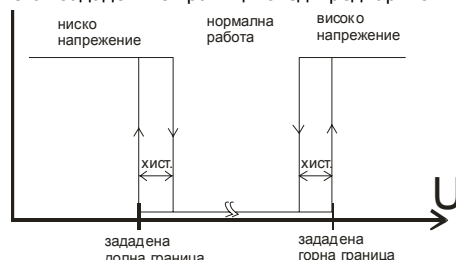 ниско
напрежение
нормална
работа
високо
напрежение
хист.
хист.
U
зададена
долна граница
зададена
горна граница